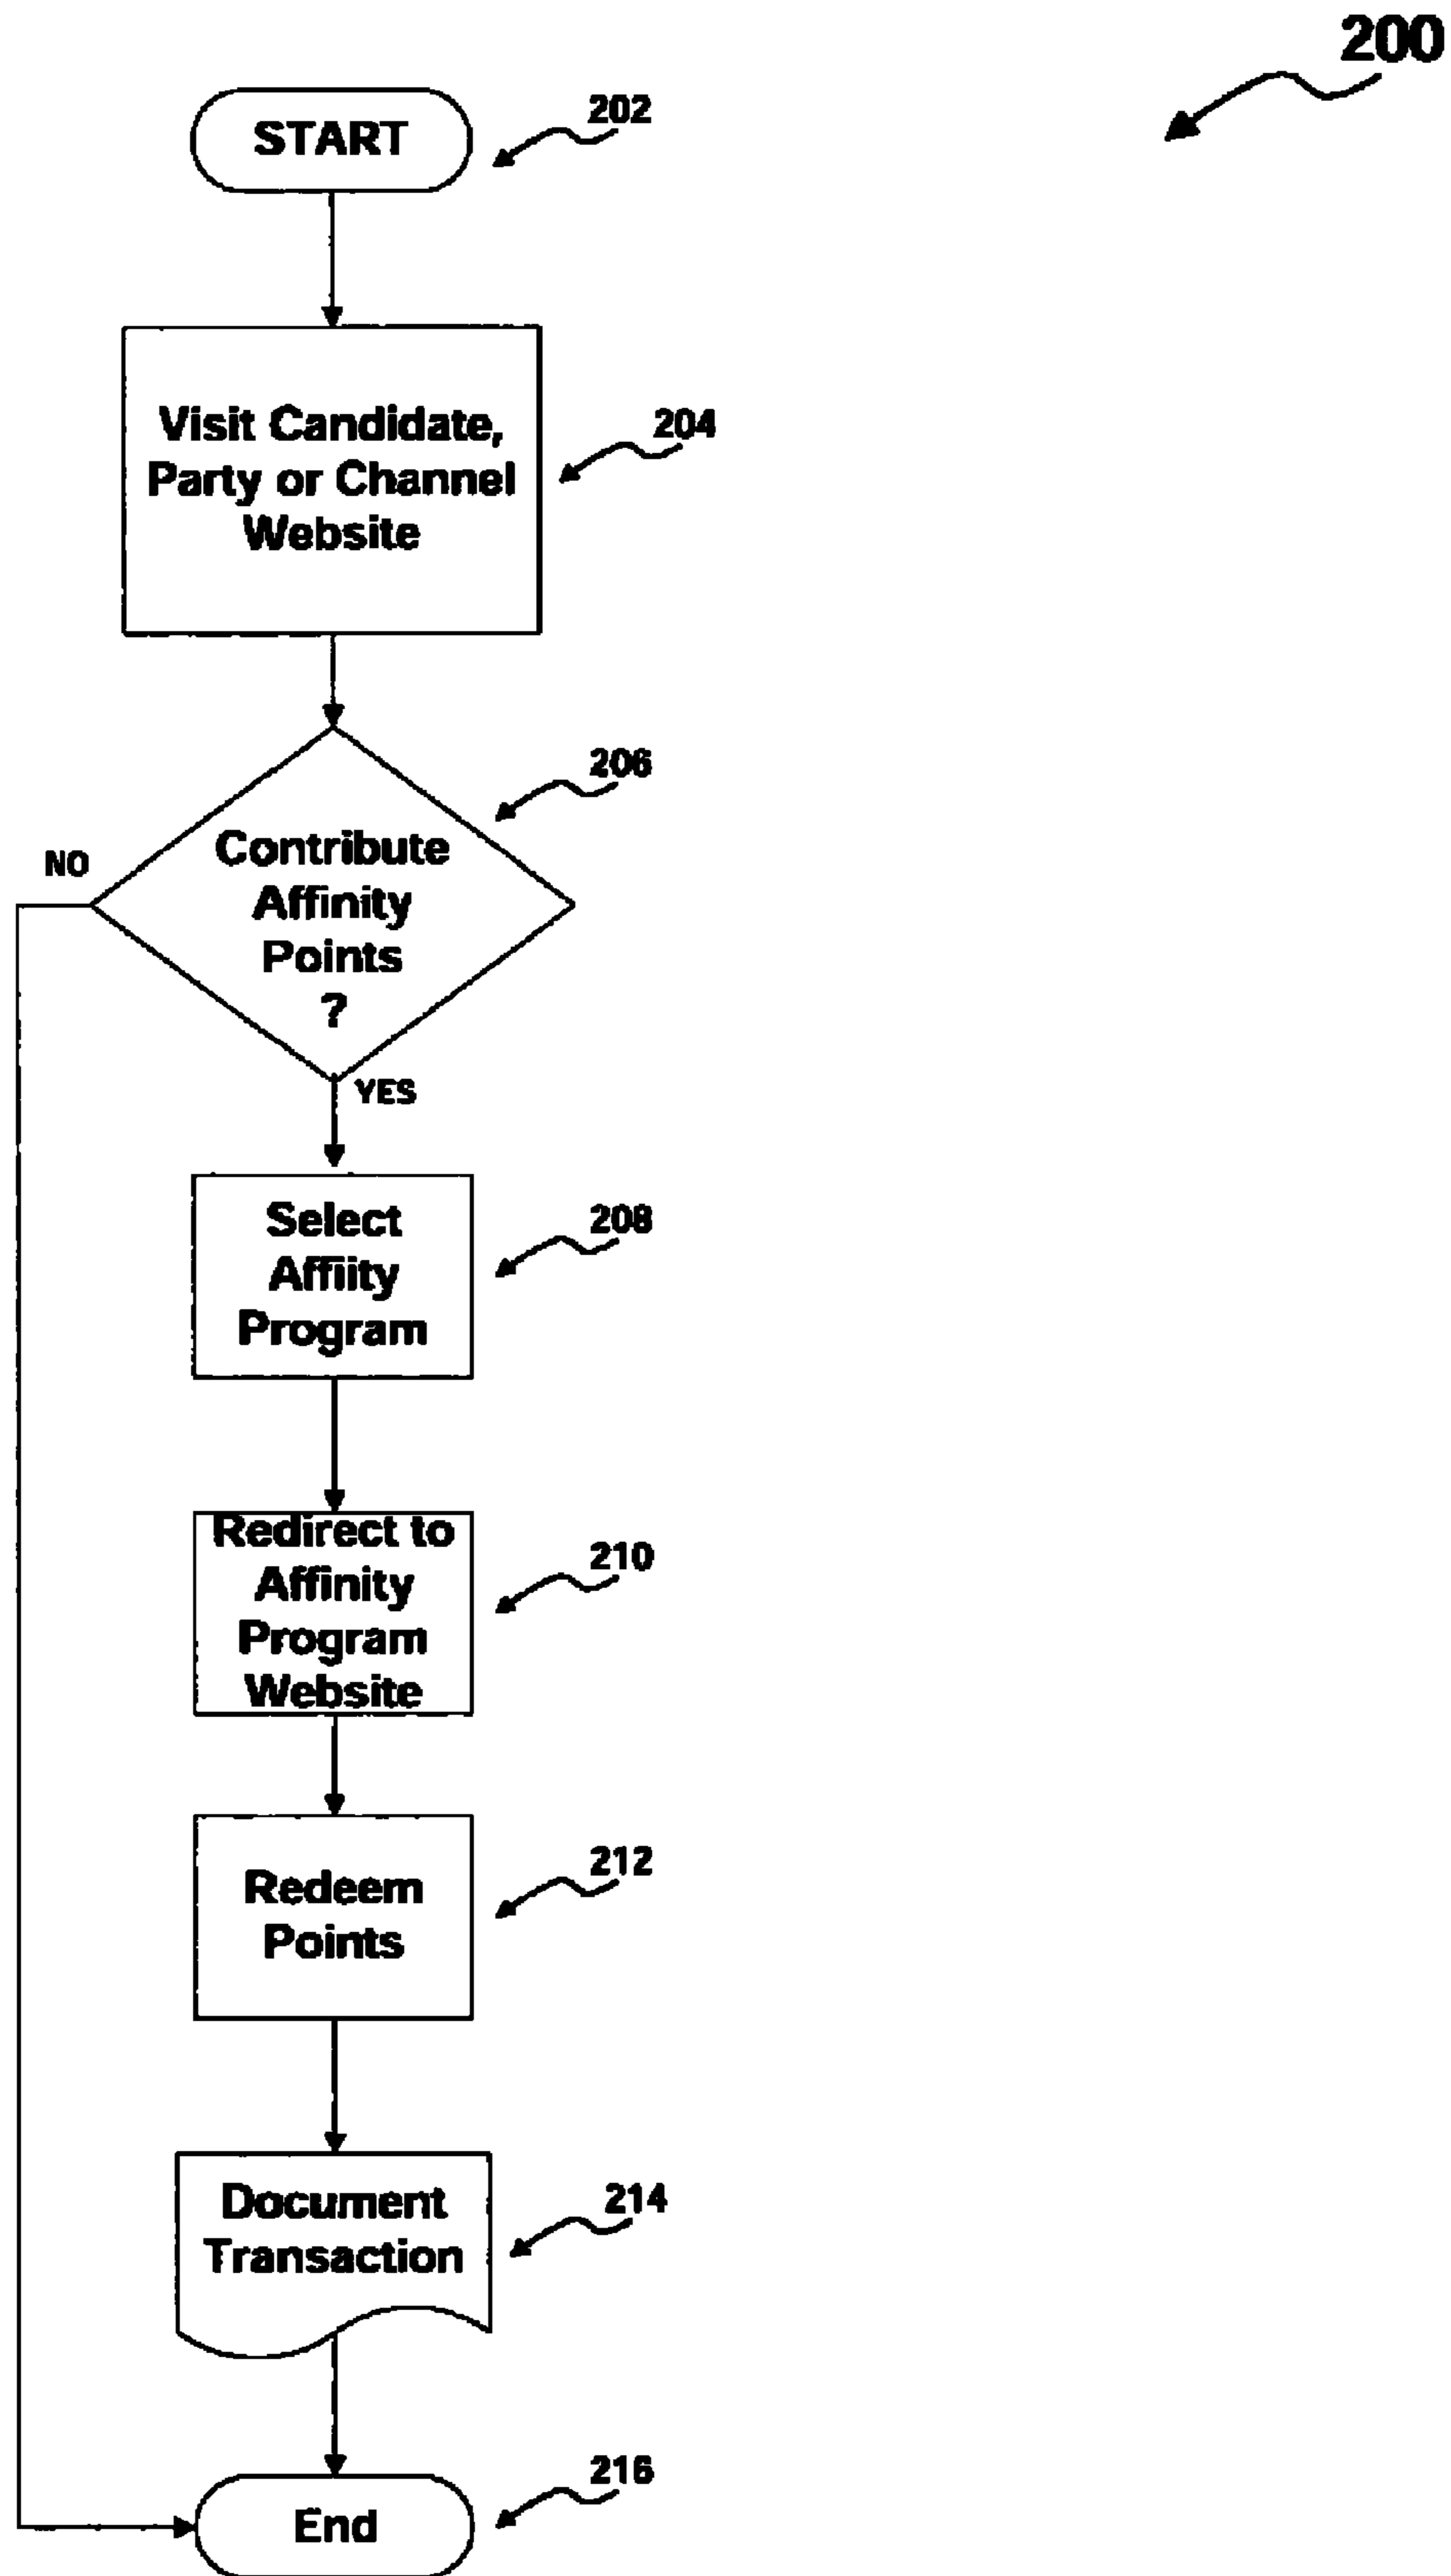 200
START
202
Visit Candidate,
Party or Channel
Website
204
206
Contribute
Affinity
Points
?
NO
YES
Select
Affiity
Program
208
Redirect to
Affinity
Program
Website
210
Redeem
Points
212
Document
Transaction
214
End
216